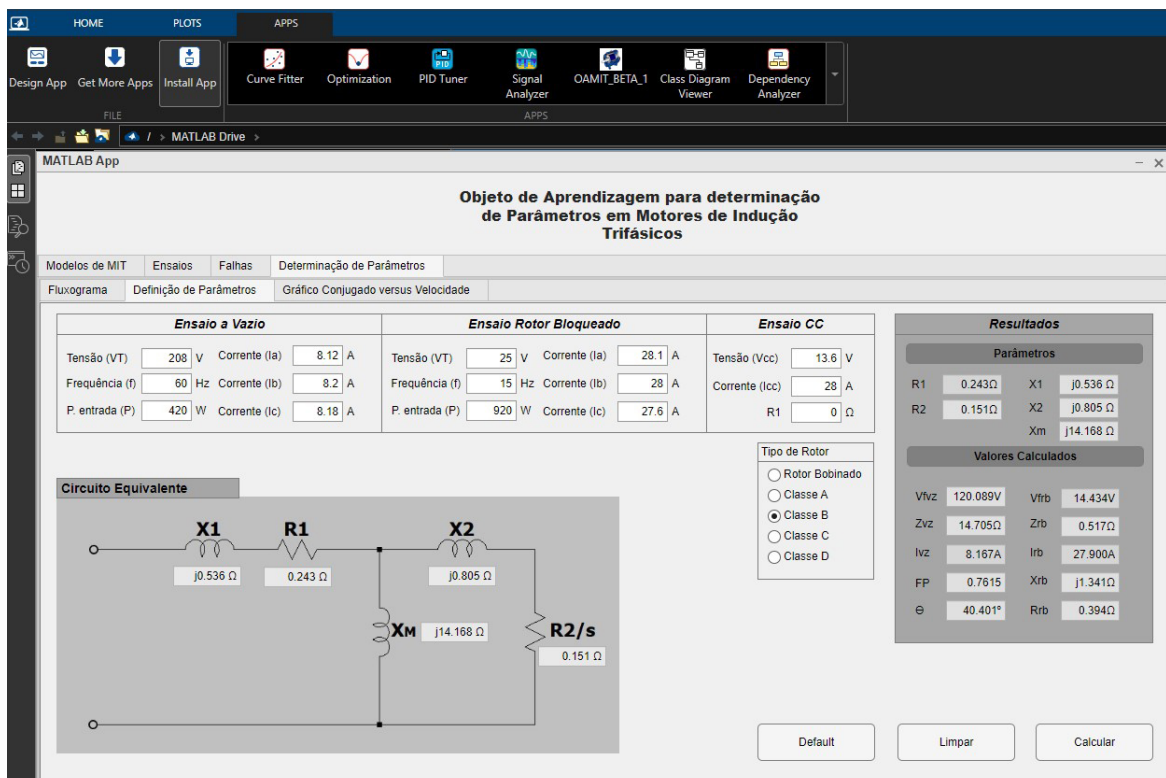 HOME PLOTS APPS
Design App Get More Apps Install App Curve Fitter Optimization PID Tuner Signal Analyzer OAMIT_BETA_1 Class Diagram Viewer Dependency Analyzer
FILE APPS
/ > MATLAB Drive >
MATLAB App
Objeto de Aprendizagem para determinação
de Parâmetros em Motores de Indução
Trifásicos
Modelos de MIT Ensaios Falhas Determinação de Parâmetros
Fluxograma Definição de Parâmetros Gráfico Conjugado versus Velocidade
Ensaio a Vazio
Tensão (VT) 208 V Corrente (Ia) 8.12 A
Frequência (f) 60 Hz Corrente (Ib) 8.2 A
P. entrada (P) 420 W Corrente (Ic) 8.18 A
Ensaio Rotor Bloqueado
Tensão (VT) 25 V Corrente (Ia) 28.1 A
Frequência (f) 15 Hz Corrente (Ib) 28 A
P. entrada (P) 920 W Corrente (Ic) 27.6 A
Ensaio CC
Tensão (Vcc) 13.6 V
Corrente (Icc) 28 A
R1 0 Ω
Resultados
Parâmetros
R1 0.243Ω X1 j0.536 Ω
R2 0.151Ω X2 j0.805 Ω
Xm j14.168 Ω
Valores Calculados
Vfvz 120.089V Vfrb 14.434V
Zvz 14.705Ω Zrb 0.517Ω
Ivz 8.167A Irb 27.900A
FP 0.7615 Xrb j1.341Ω
Θ 40.401° Rrb 0.394Ω
Tipo de Rotor
Rotor Bobinado
Classe A
Classe B
Classe C
Classe D
Circuito Equivalente
X1 R1 X2
j0.536 Ω 0.243 Ω j0.805 Ω
XM j14.168 Ω R2/s
0.151 Ω
Default Limpar Calcular